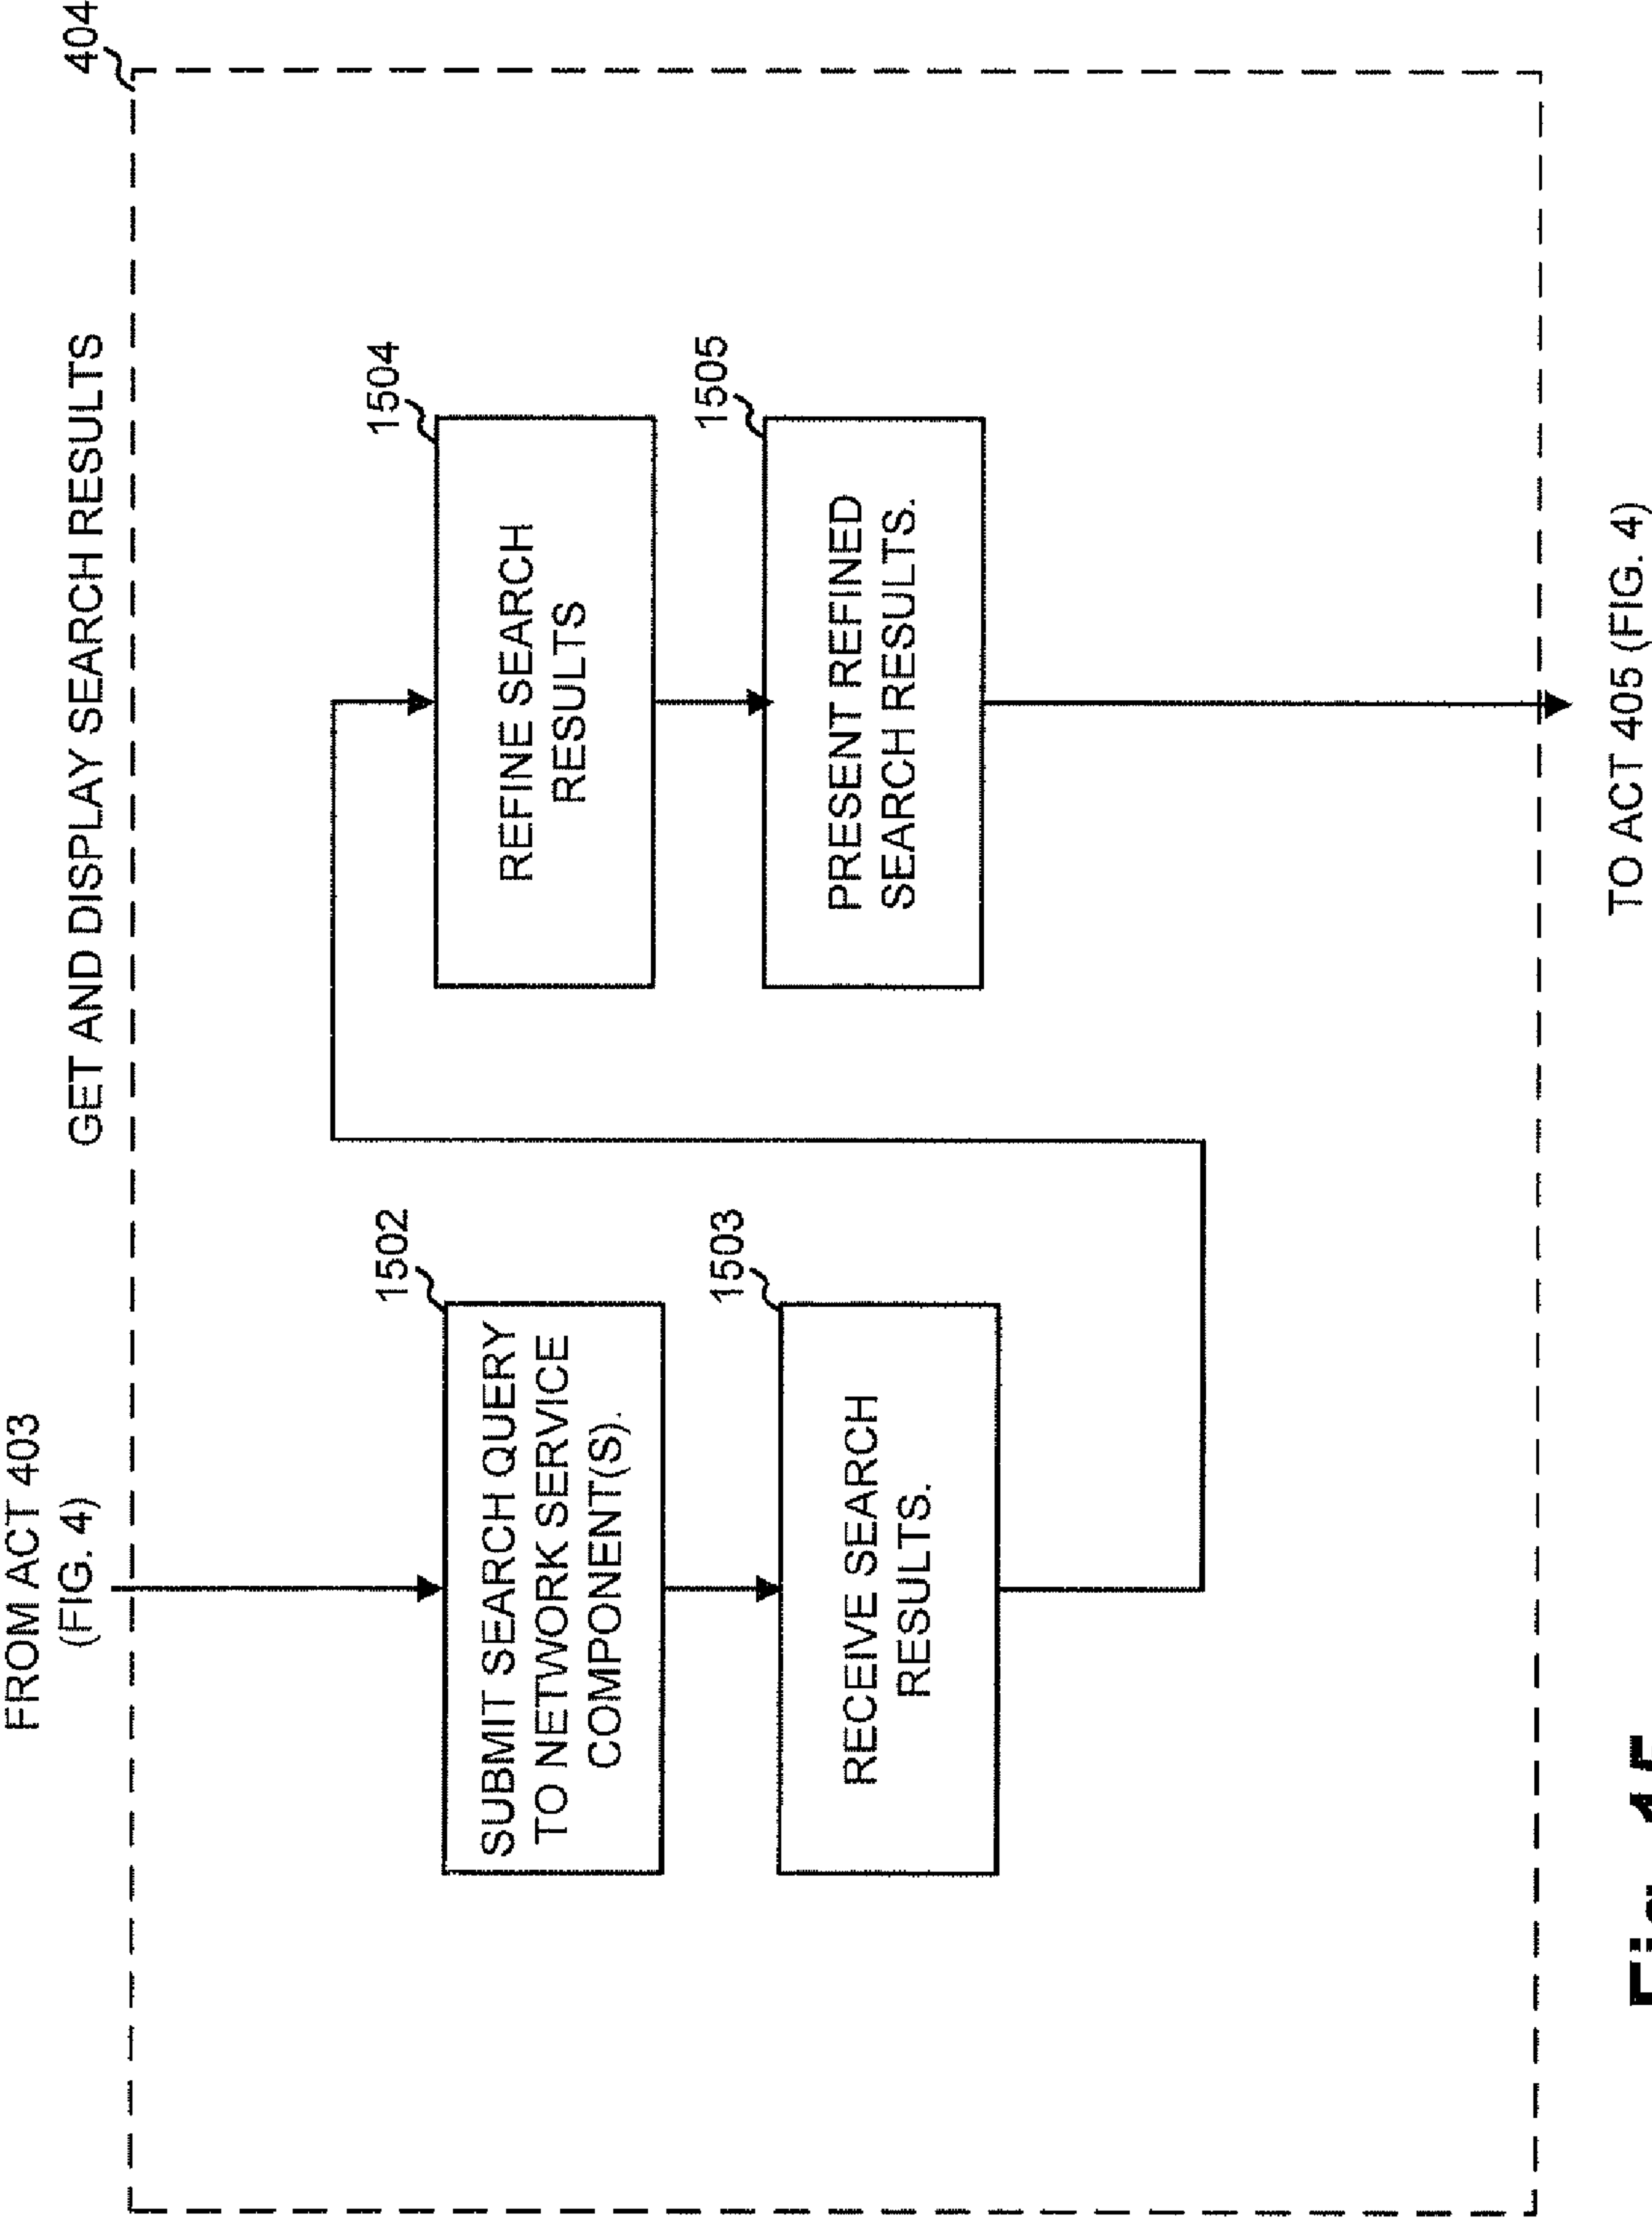 FROM ACT 403
(FIG. 4)
GET AND DISPLAY SEARCH RESULTS
404
1502
SUBMIT SEARCH QUERY
TO NETWORK SERVICE
COMPONENT(S).
1503
RECEIVE SEARCH
RESULTS.
1504
REFINE SEARCH
RESULTS
1505
PRESENT REFINED
SEARCH RESULTS.
TO ACT 405 (FIG. 4)